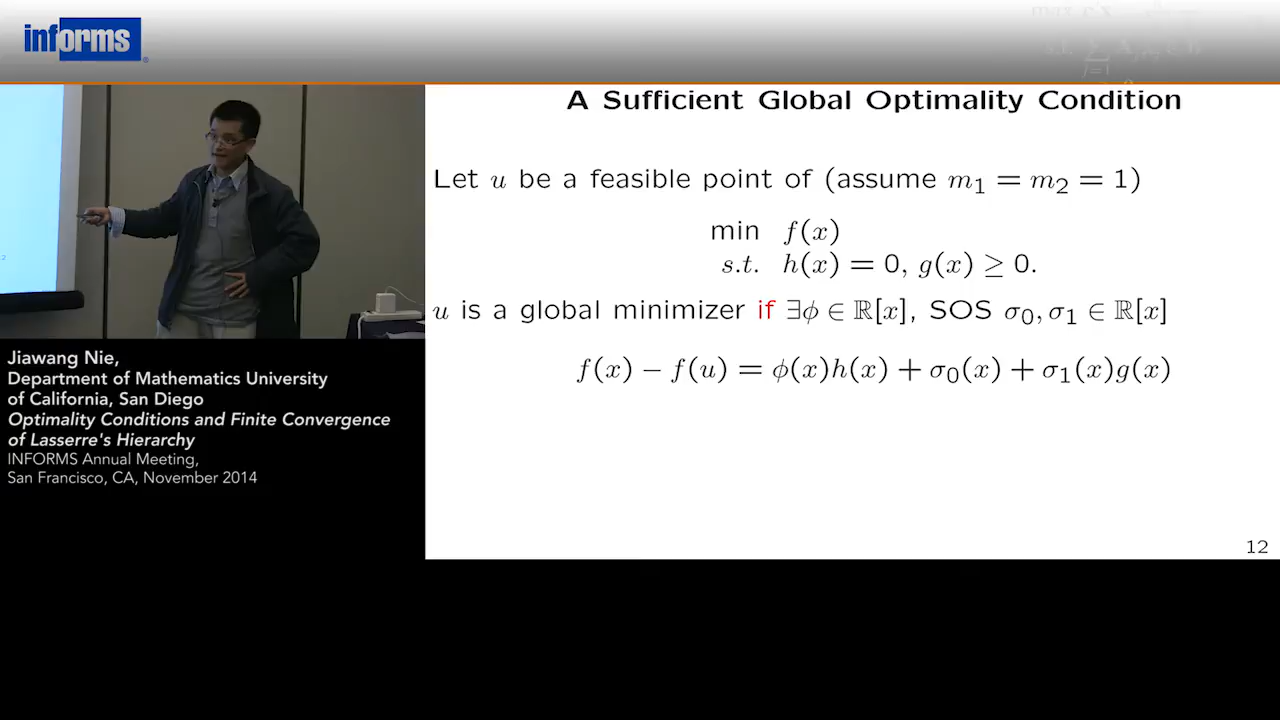 informs
A Sufficient Global Optimality Condition
Let u be a feasible point of (assume m₁ = m₂ = 1)
min f(x)
s.t. h(x) = 0, g(x) ≥ 0.
u is a global minimizer if ∃ϕ ∈ ℝ[x], SOS σ₀, σ₁ ∈ ℝ[x]
f(x) − f(u) = ϕ(x)h(x) + σ₀(x) + σ₁(x)g(x)
12
Jiawang Nie,
Department of Mathematics University
of California, San Diego
Optimality Conditions and Finite Convergence
of Lasserre's Hierarchy
INFORMS Annual Meeting,
San Francisco, CA, November 2014